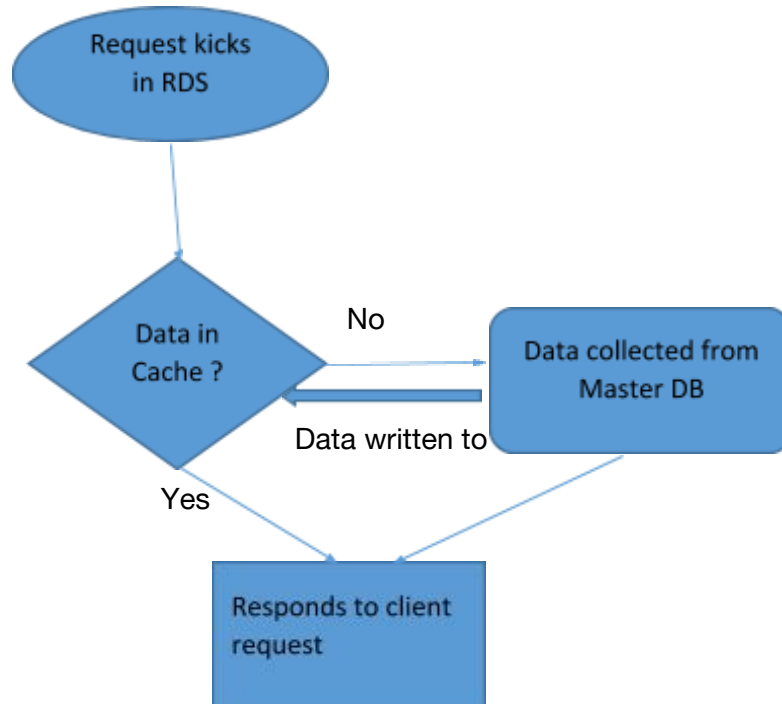 Request kicks
in RDS
Data in
Cache ?
No
Data collected from
Master DB
Data written to
Yes
Responds to client
request